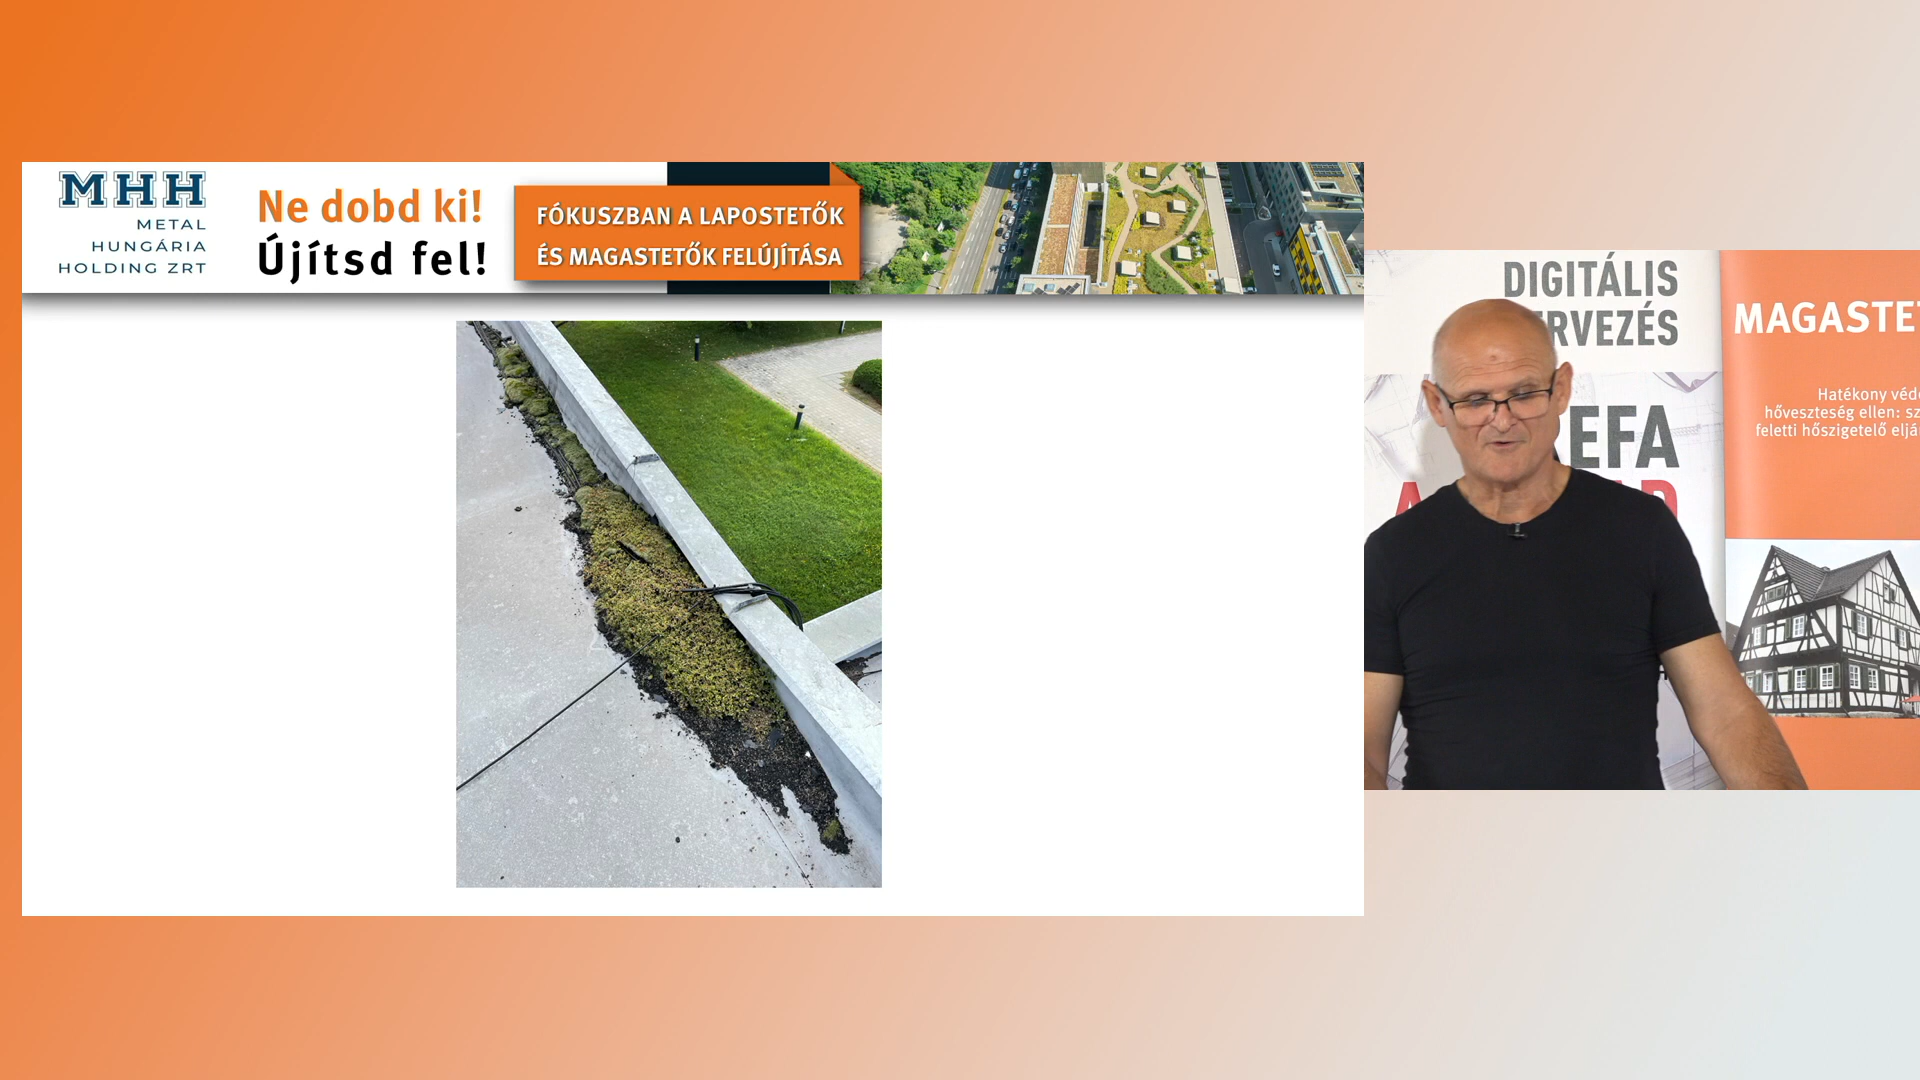 MHH
METAL
HUNGÁRIA
HOLDING ZRT
Ne dobd ki!
Újítsd fel!
FÓKUSZBAN A LAPOSTETŐK
ÉS MAGASTETŐK FELÚJÍTÁSA
DIGITÁLIS
ERVEZÉS
EFA
MAGASTE
Hatékony véd
hőveszteség ellen: sz
feletti hőszigetelő eljá